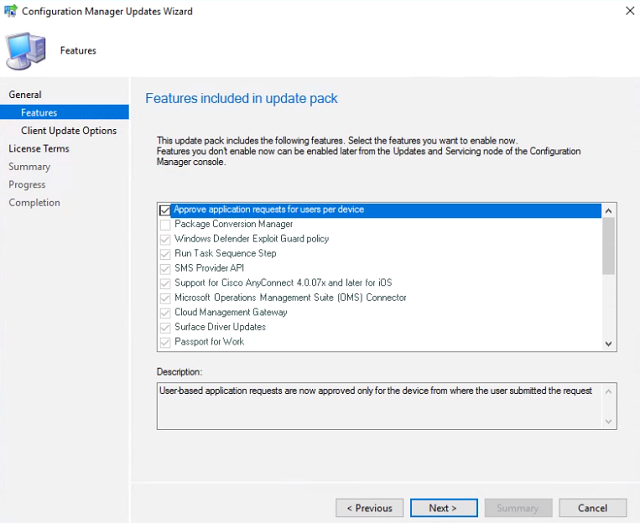 Configuration Manager Updates Wizard
Features
General
Features
Client Update Options
License Terms
Summary
Progress
Completion
Features included in update pack
This update pack includes the following features. Select the features you want to enable now.
Features you don't enable now can be enabled later from the Updates and Servicing node of the Configuration
Manager console.
Approve application requests for users per device
Package Conversion Manager
Windows Defender Exploit Guard policy
Run Task Sequence Step
SMS Provider API
Support for Cisco AnyConnect 4.0.07x and later for iOS
Microsoft Operations Management Suite (OMS) Connector
Cloud Management Gateway
Surface Driver Updates
Passport for Work
Description:
User-based application requests are now approved only for the device from where the user submitted the request
< Previous
Next >
Summary
Cancel